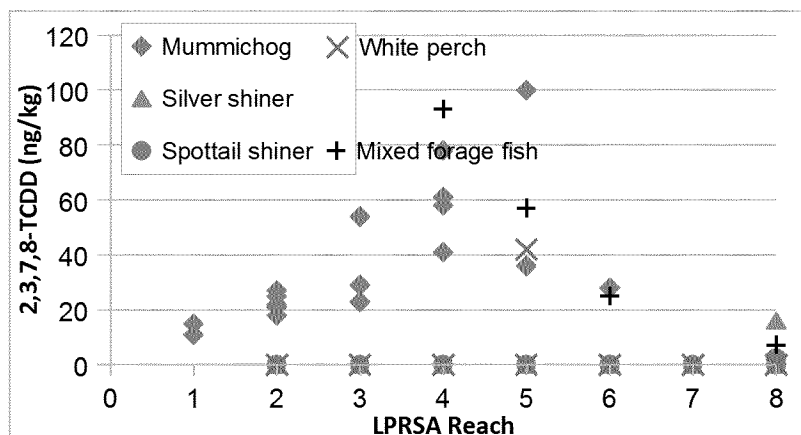 120
100
80
60
40
20
0
2,3,7,8-TCDD (ng/kg)
Mummichog White perch
Silver shiner
Spottail shiner Mixed forage fish
0 1 2 3 4 5 6 7 8
LPRSA Reach